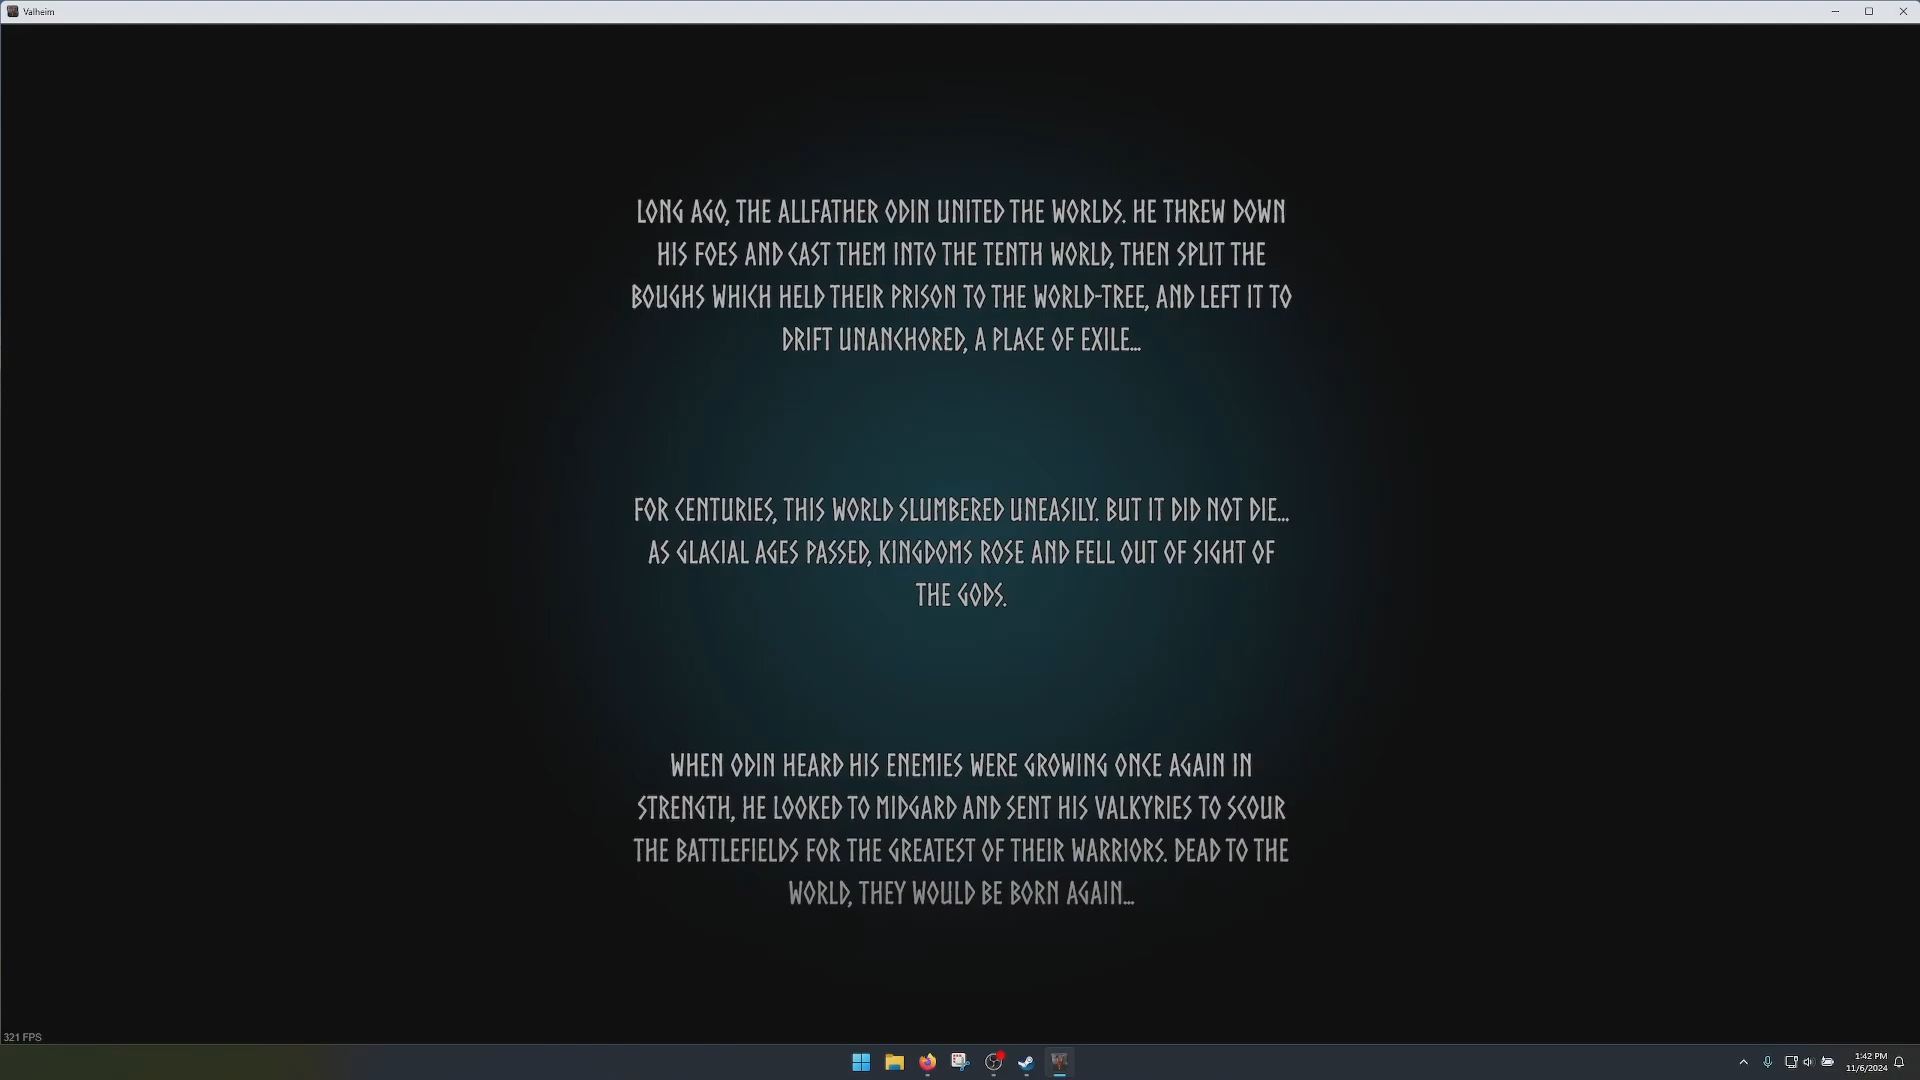 Valheim
LONG AGO, THE ALLFATHER ODIN UNITED THE WORLDS. HE THREW DOWN
HIS FOES AND CAST THEM INTO THE TENTH WORLD, THEN SPLIT THE
BOUGHS WHICH HELD THEIR PRISON TO THE WORLD-TREE, AND LEFT IT TO
DRIFT UNANCHORED, A PLACE OF EXILE...
FOR CENTURIES, THIS WORLD SLUMBERED UNEASILY. BUT IT DID NOT DIE...
AS GLACIAL AGES PASSED, KINGDOMS ROSE AND FELL OUT OF SIGHT OF
THE GODS.
WHEN ODIN HEARD HIS ENEMIES WERE GROWING ONCE AGAIN IN
STRENGTH, HE LOOKED TO MIDGARD AND SENT HIS VALKYRIES TO SCOUR
THE BATTLEFIELDS FOR THE GREATEST OF THEIR WARRIORS. DEAD TO THE
WORLD, THEY WOULD BE BORN AGAIN...
321 FPS
1:42 PM
11/6/2024